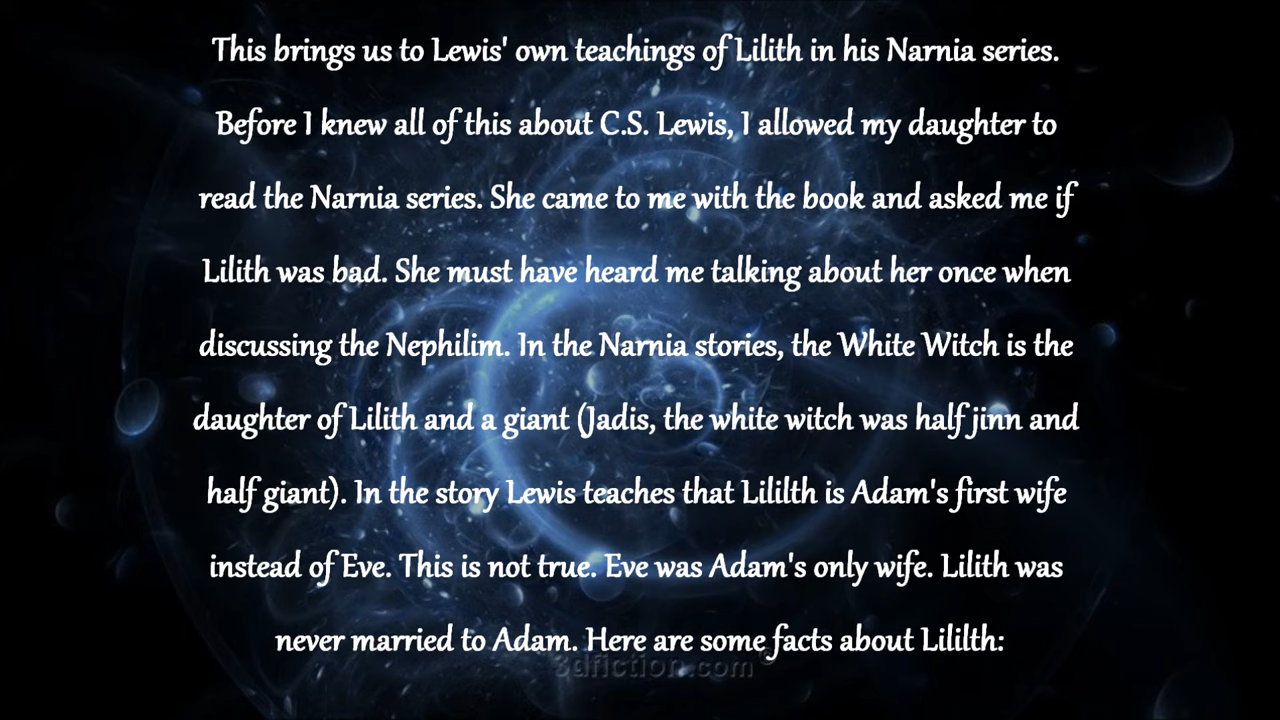 This brings us to Lewis' own teachings of Lilith in his Narnia series.
Before I knew all of this about C.S. Lewis, I allowed my daughter to
read the Narnia series. She came to me with the book and asked me if
Lilith was bad. She must have heard me talking about her once when
discussing the Nephilim. In the Narnia stories, the White Witch is the
daughter of Lilith and a giant (Jadis, the white witch was half jinn and
half giant). In the story Lewis teaches that Lililth is Adam's first wife
instead of Eve. This is not true. Eve was Adam's only wife. Lilith was
never married to Adam. Here are some facts about Lililth:
3dfiction.com©